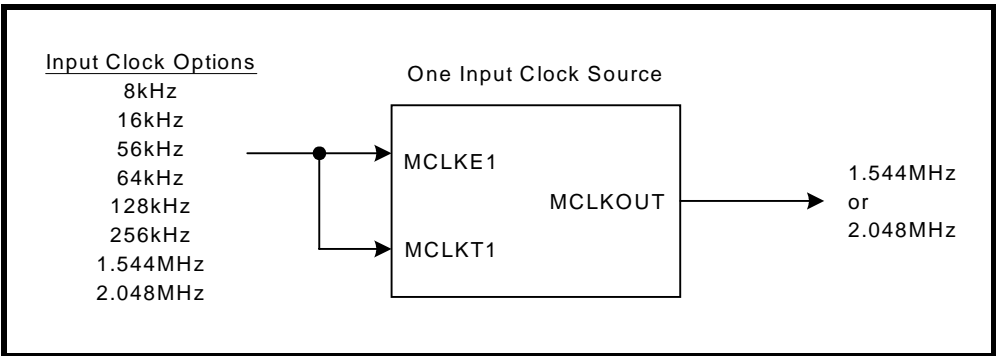 Input Clock Options
8kHz
16kHz
56kHz
64kHz
128kHz
256kHz
1.544MHz
2.048MHz
One Input Clock Source
MCLKE1
MCLKT1
MCLKOUT
1.544MHz
or
2.048MHz